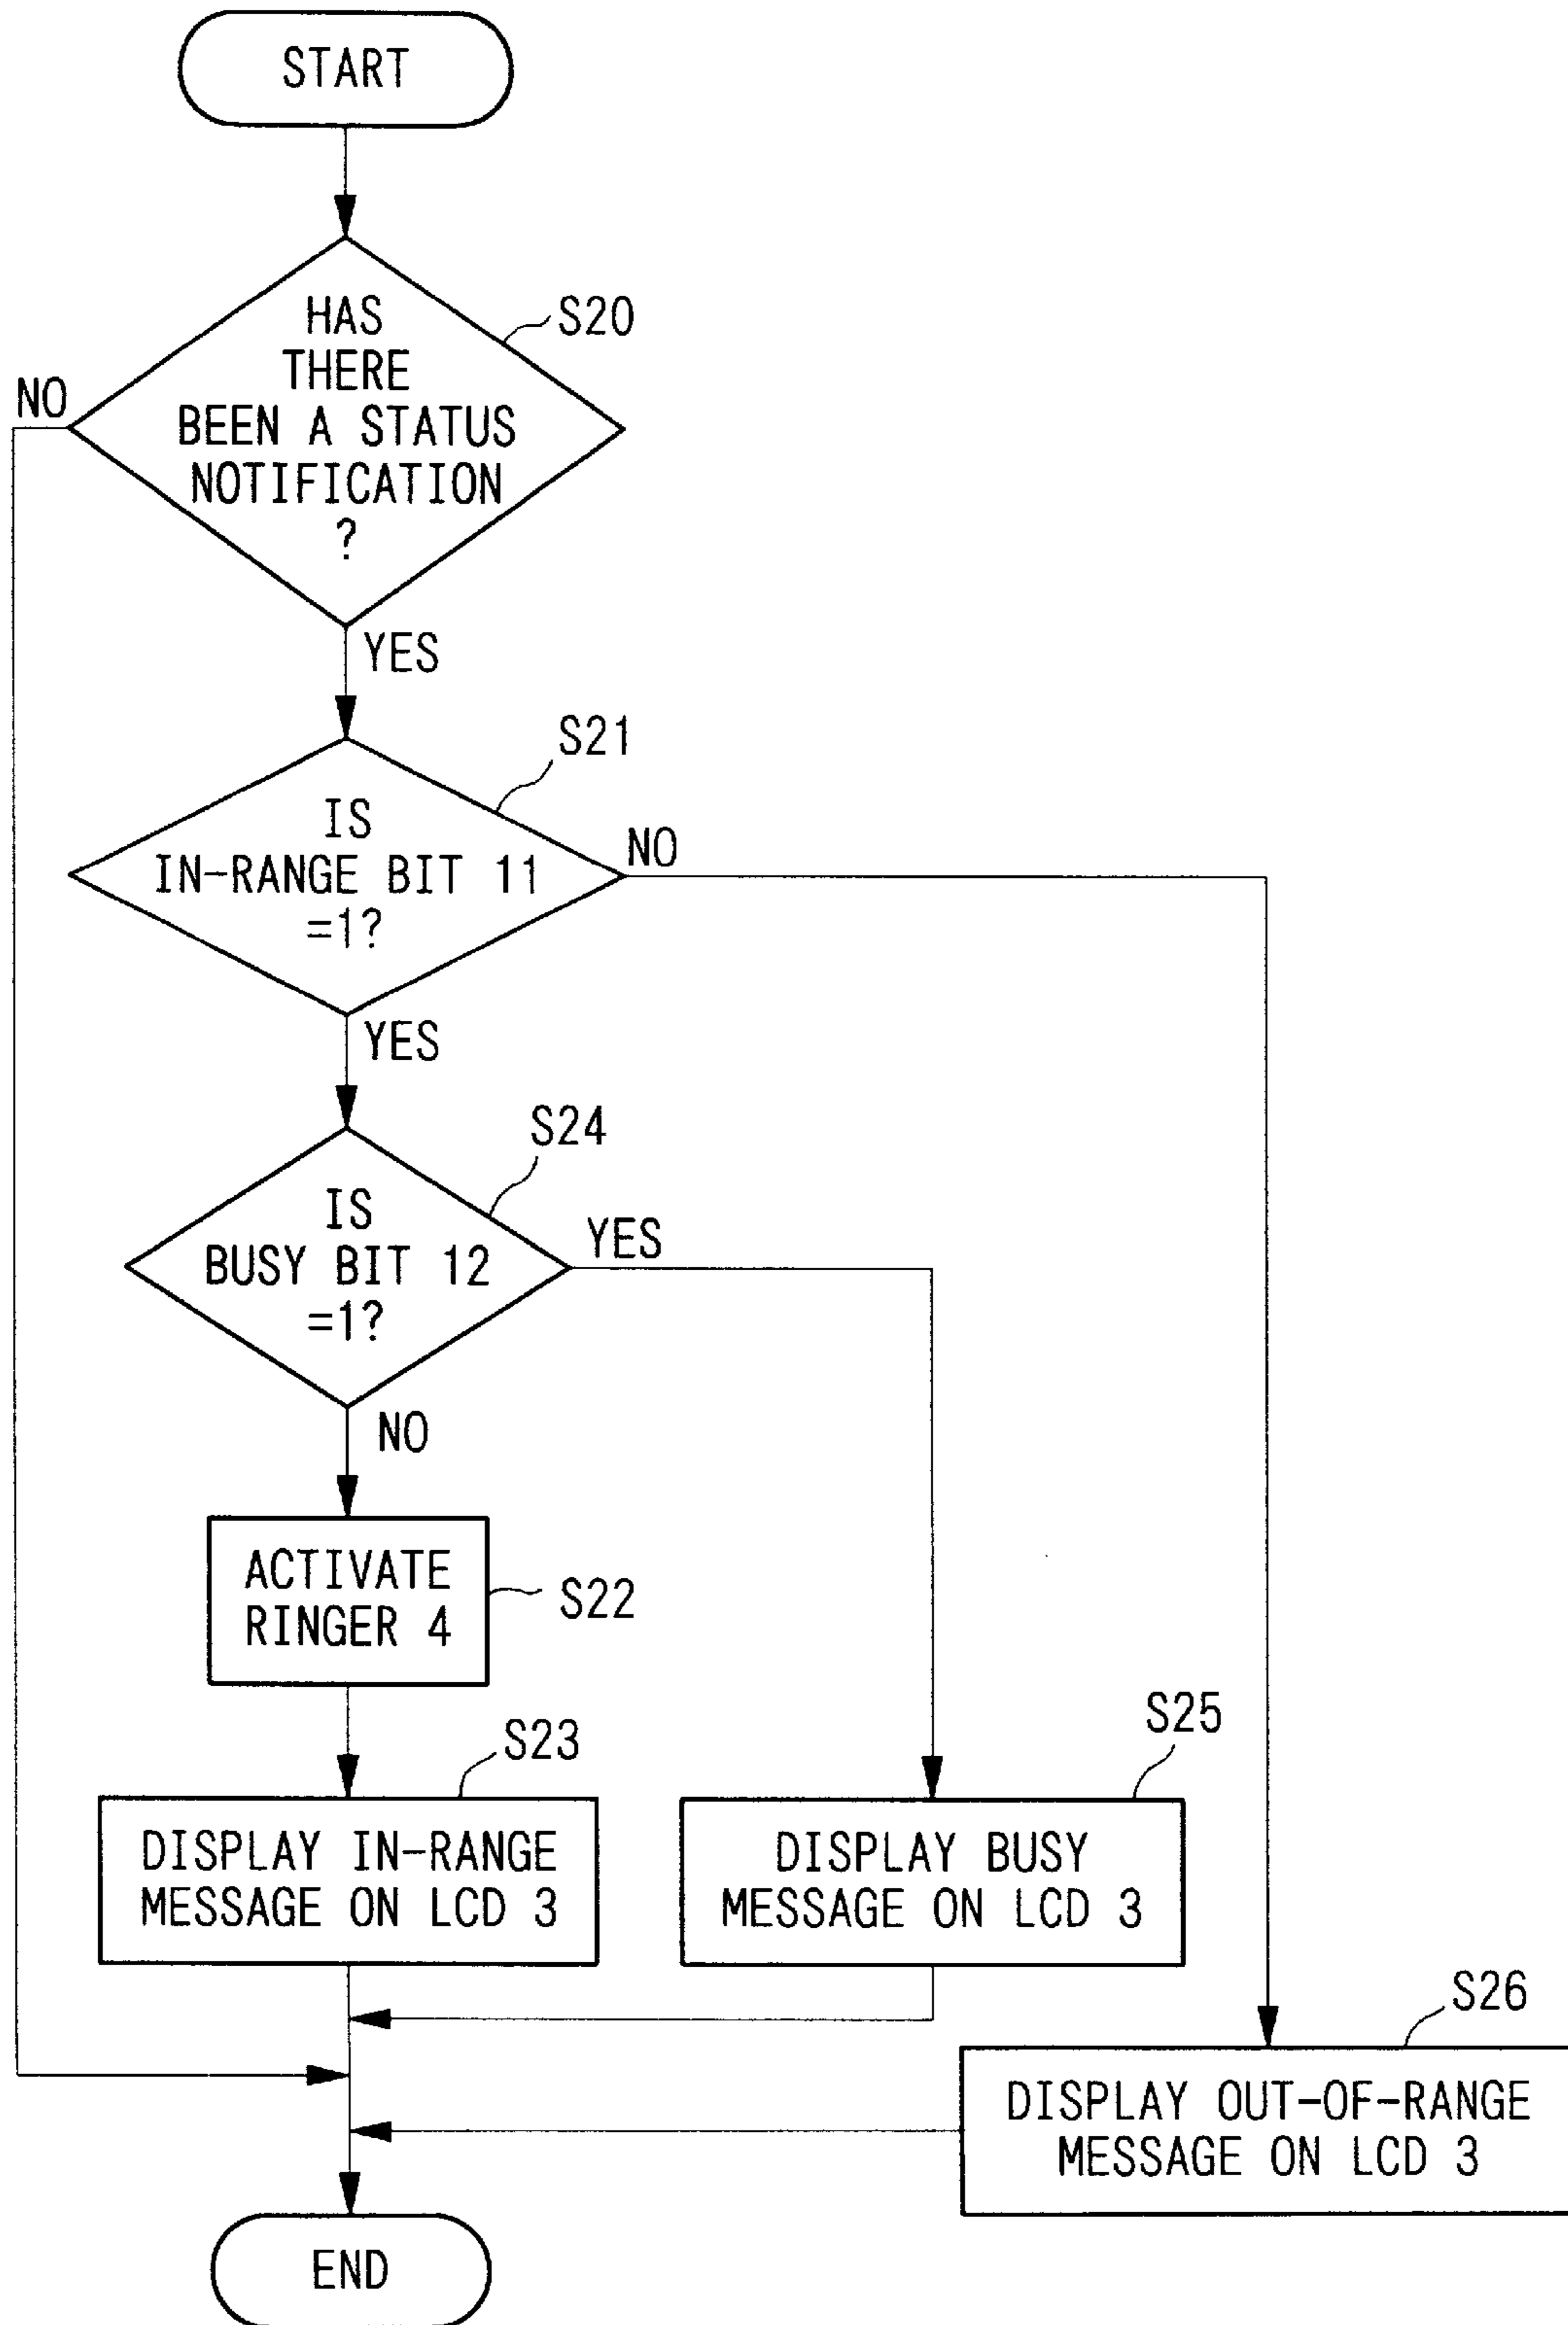 START
HAS
THERE
BEEN A STATUS
NOTIFICATION
?
S20
NO
YES
S21
IS
IN-RANGE BIT 11
=1?
NO
YES
S24
IS
BUSY BIT 12
=1?
YES
NO
ACTIVATE
RINGER 4
S22
S23
DISPLAY IN-RANGE
MESSAGE ON LCD 3
S25
DISPLAY BUSY
MESSAGE ON LCD 3
S26
DISPLAY OUT-OF-RANGE
MESSAGE ON LCD 3
END